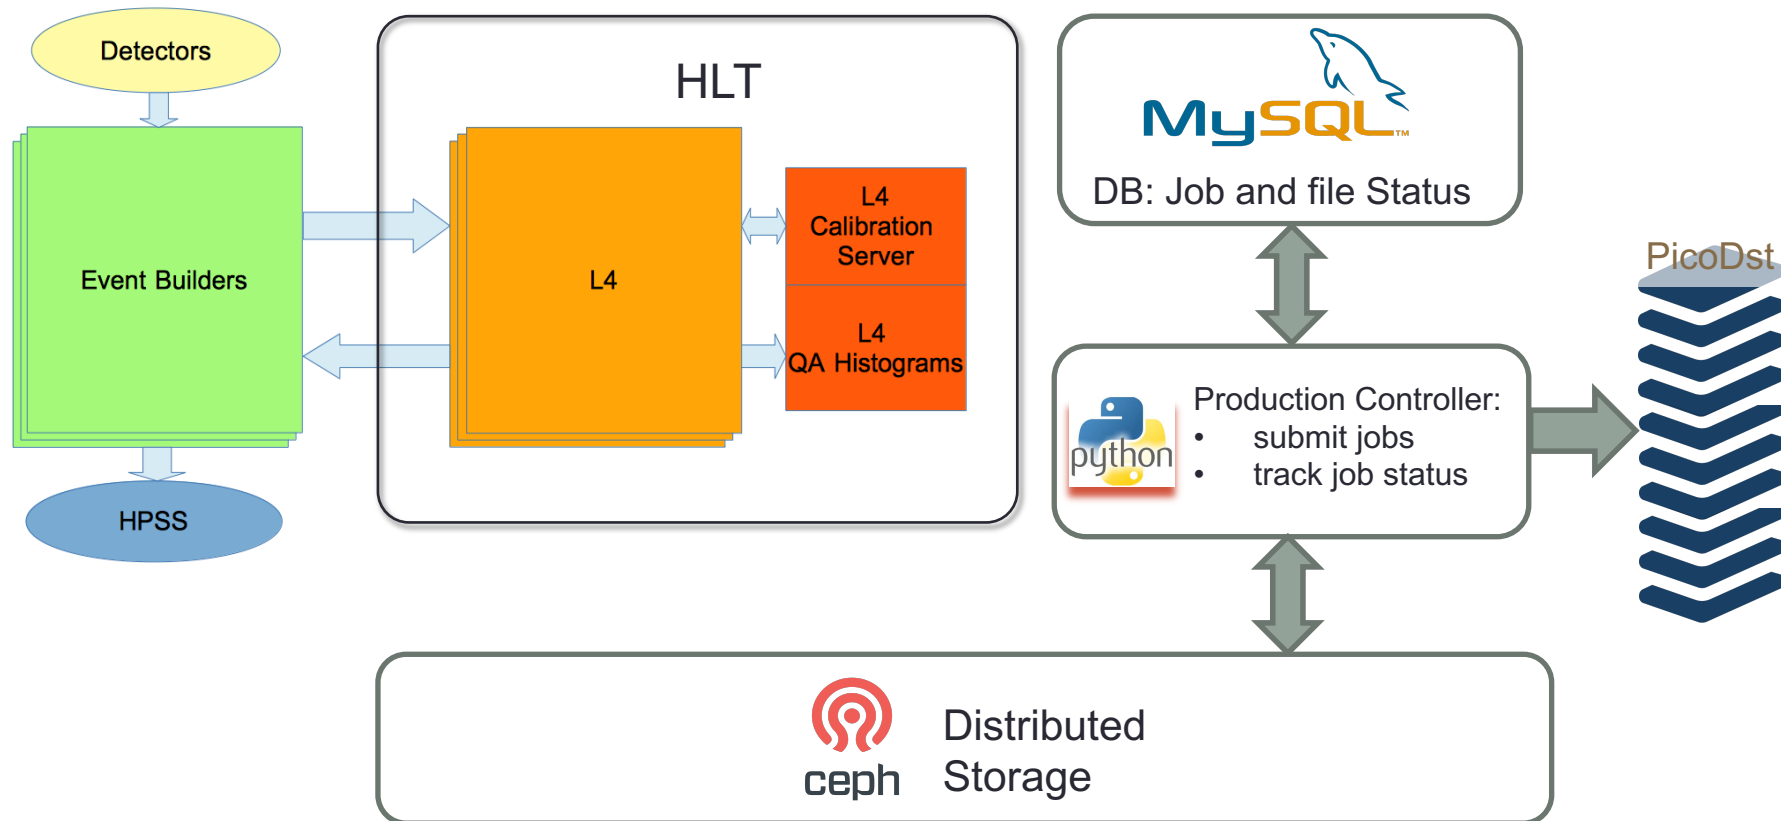 Detectors
Event Builders
HPSS
HLT
L4
L4
Calibration
Server
L4
QA Histograms
MySQL™
DB: Job and file Status
python
Production Controller:
• submit jobs
• track job status
PicoDst
ceph
Distributed
Storage